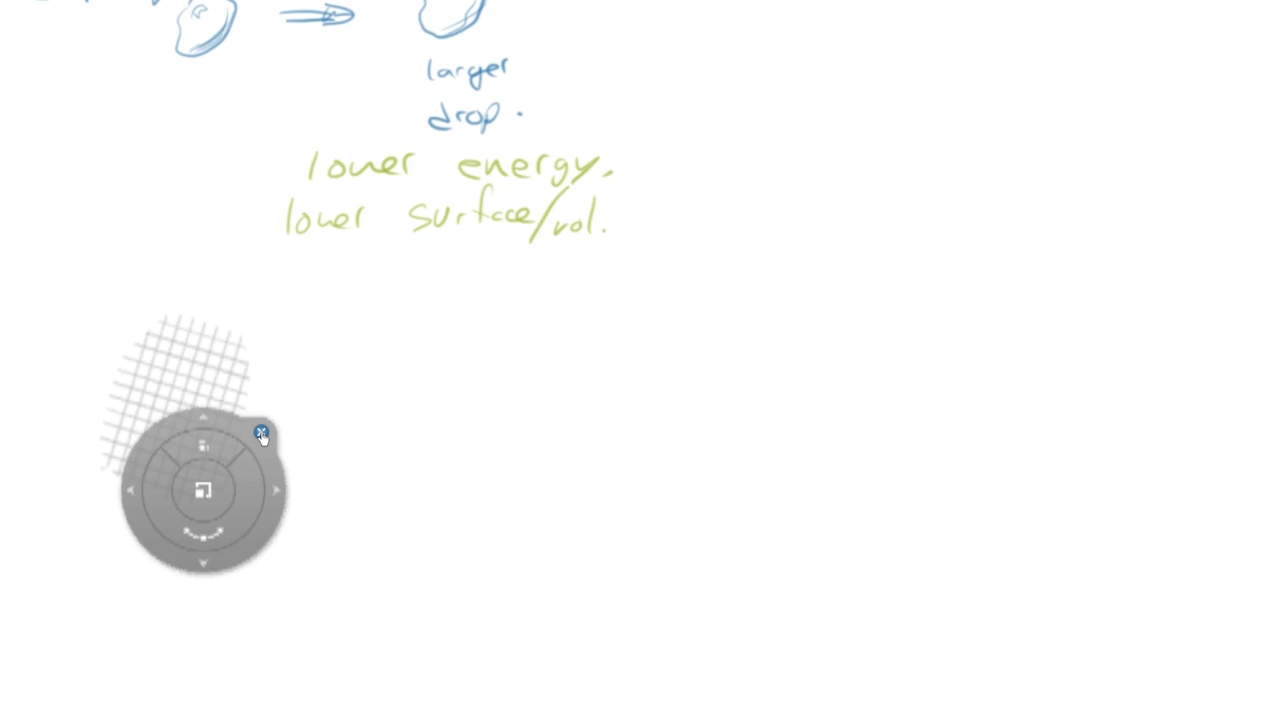 larger
drop.
lower energy,
lower surface/vol.